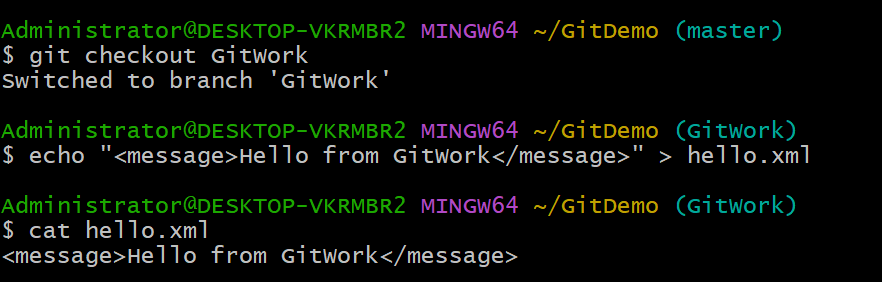 Administrator@DESKTOP-VKRMBR2 MINGW64 ~/GitDemo (master)
$ git checkout GitWork
Switched to branch 'GitWork'
Administrator@DESKTOP-VKRMBR2 MINGW64 ~/GitDemo (GitWork)
$ echo "<message>Hello from GitWork</message>" > hello.xml
Administrator@DESKTOP-VKRMBR2 MINGW64 ~/GitDemo (GitWork)
$ cat hello.xml
<message>Hello from GitWork</message>